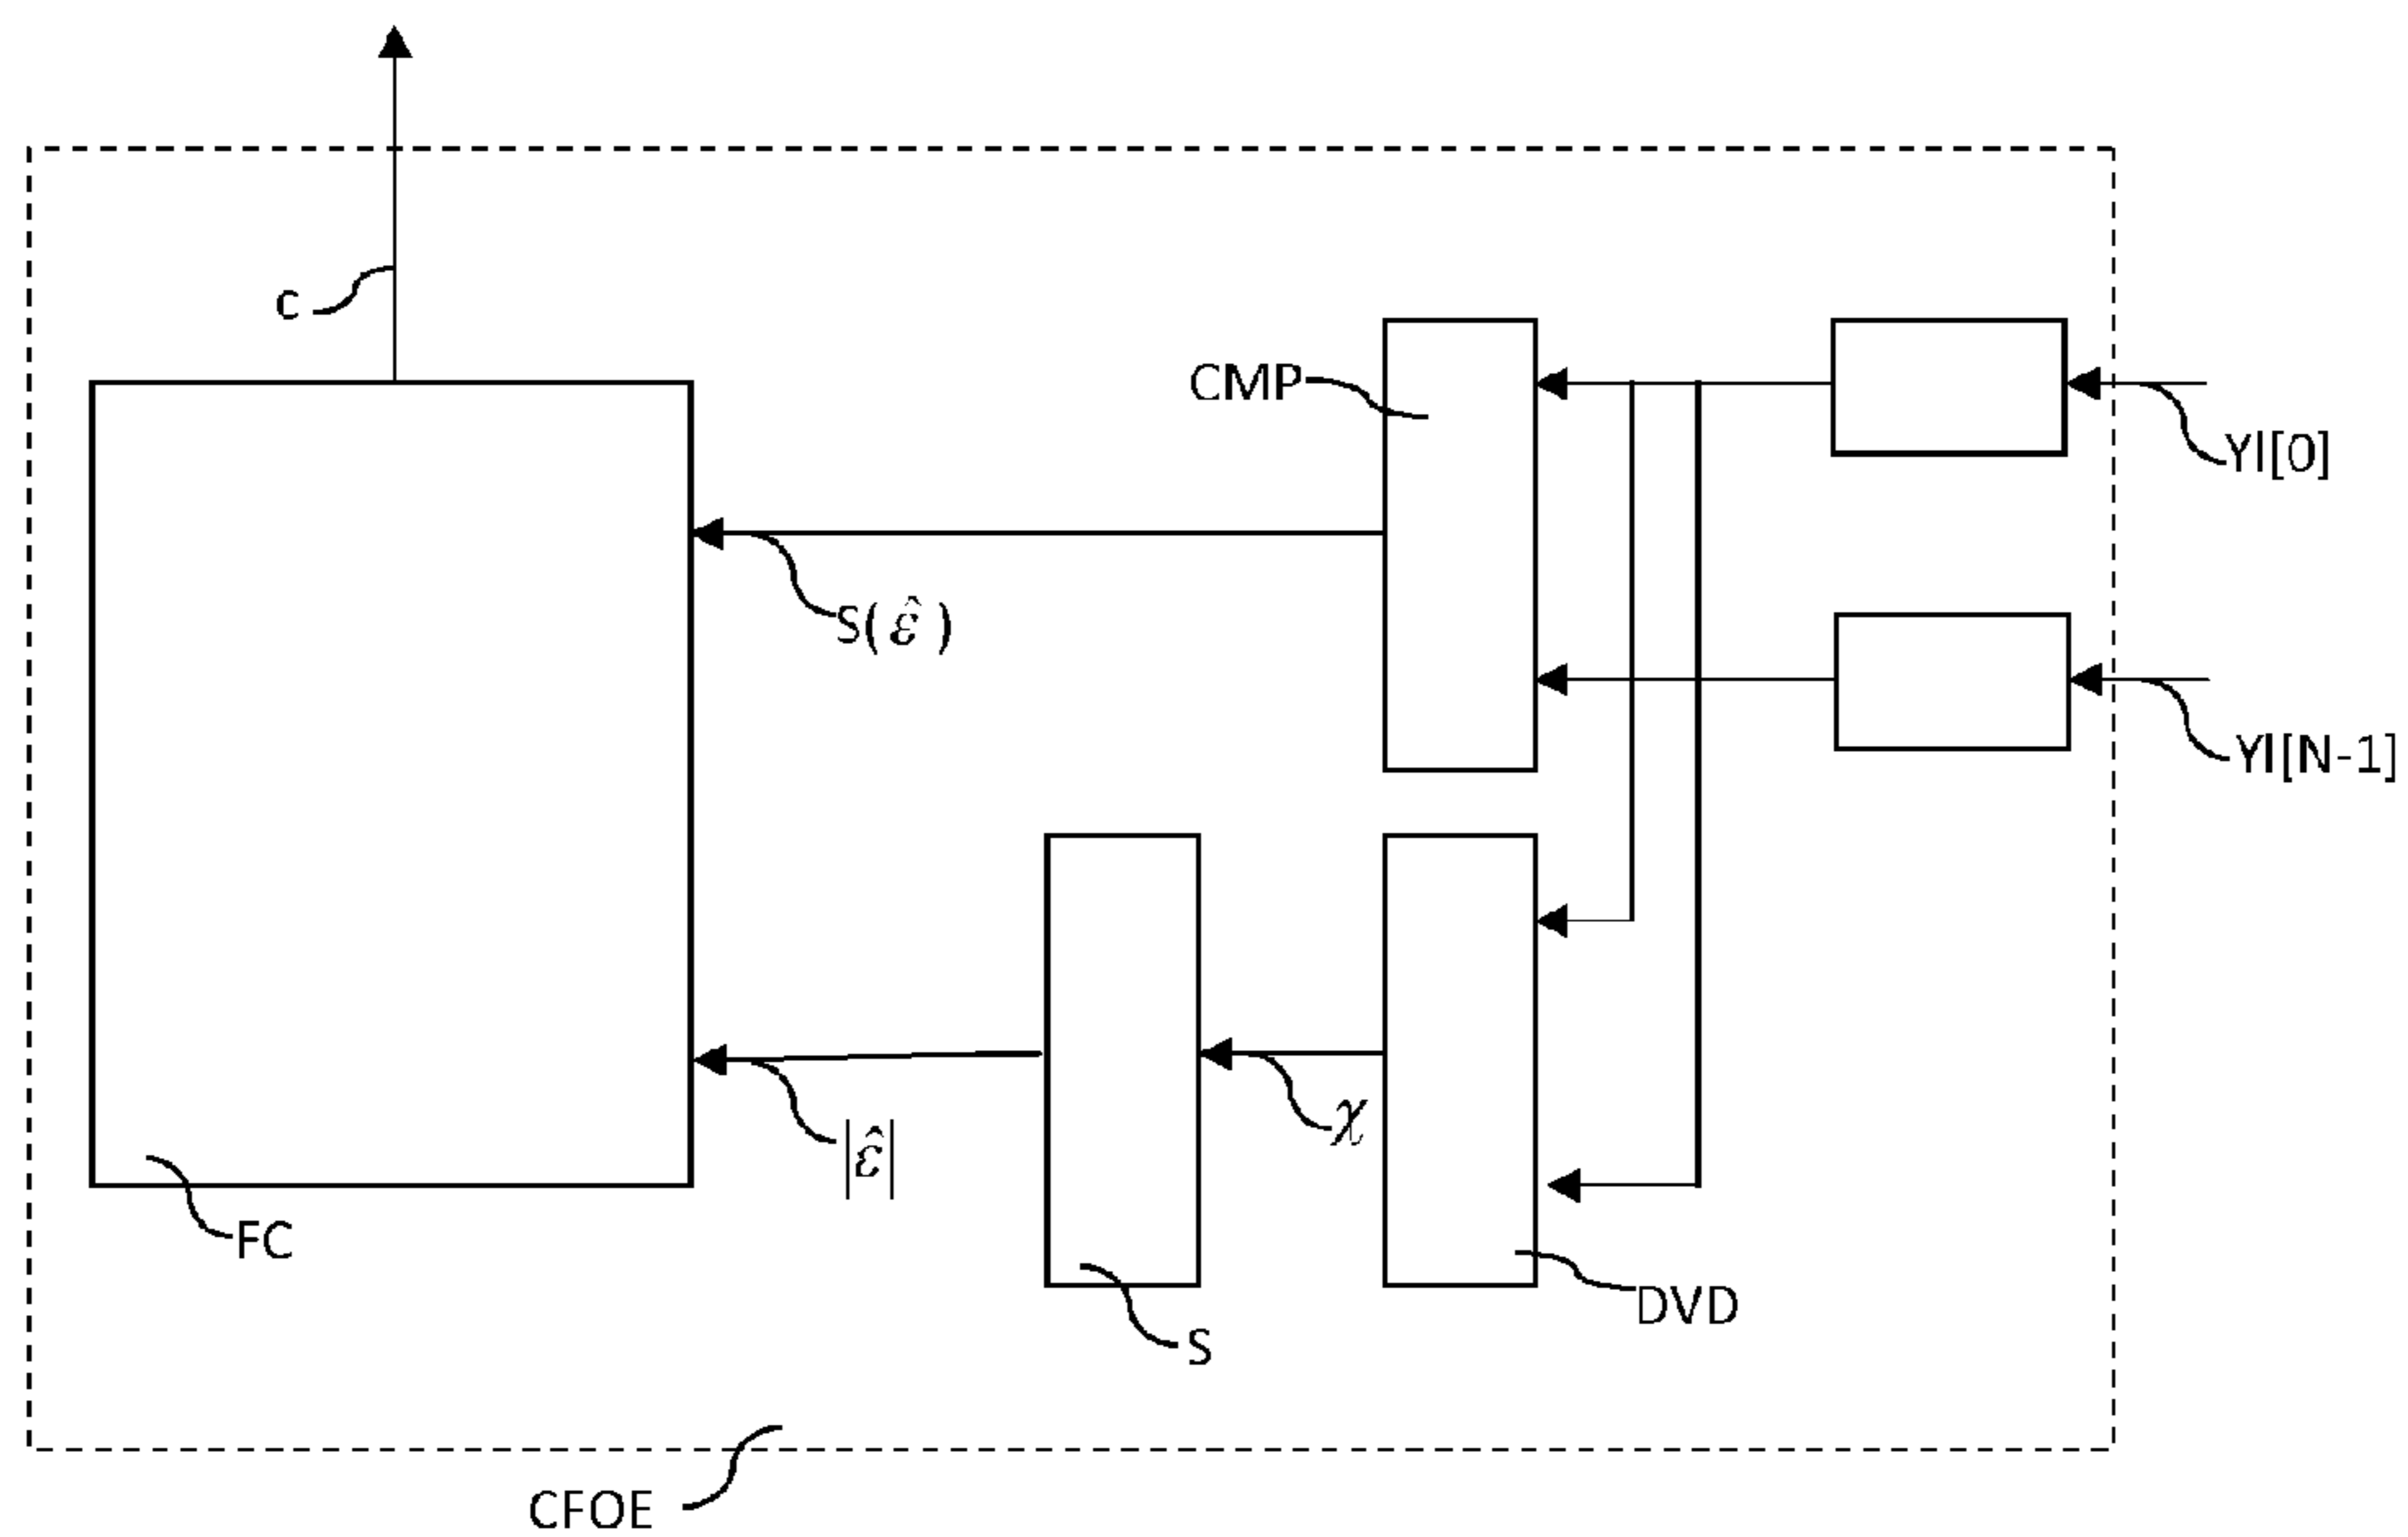 c
CMP
YI[0]
S(ε̂)
YI[N-1]
|ε̂|
χ
FC
DVD
S
CFOE